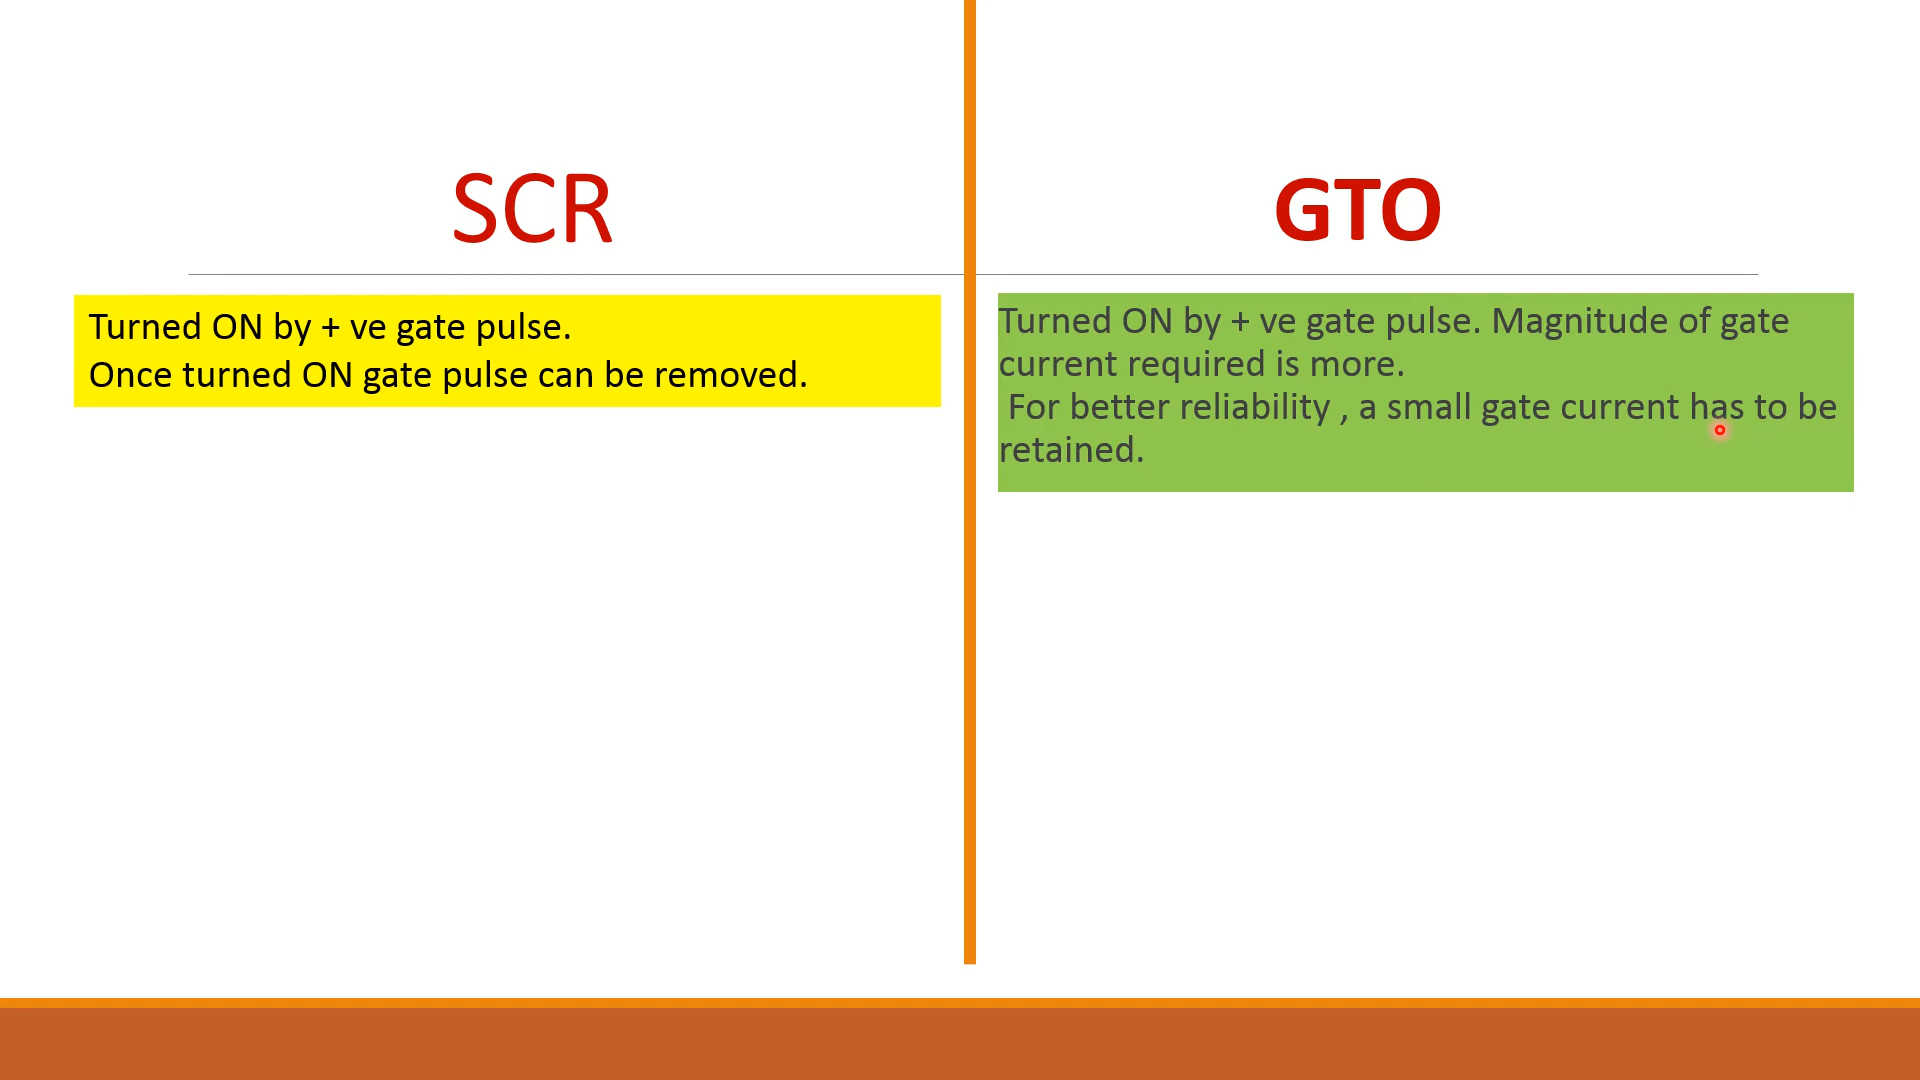 SCR
Turned ON by + ve gate pulse.
Once turned ON gate pulse can be removed.
GTO
Turned ON by + ve gate pulse. Magnitude of gate
current required is more.
For better reliability , a small gate current has to be
retained.